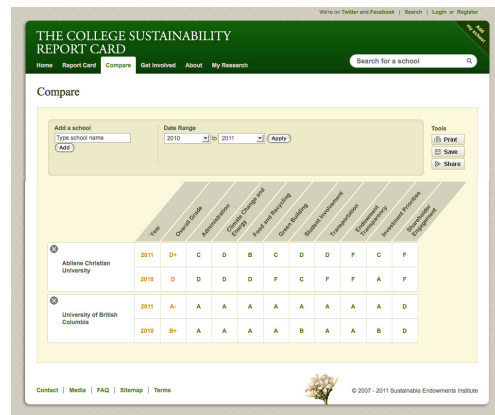 We're on Twitter and Facebook | Search | Login or Register
Add my school
THE COLLEGE SUSTAINABILITY
REPORT CARD
Home Report Card Compare Get Involved About My Research
Search for a school
Compare
Add a school
Type school name
Add
Date Range
2010 to 2011 Apply
Tools
Print
Save
Share
Year
Overall Grade
Administration
Climate Change and Energy
Food and Recycling
Green Building
Student Involvement
Transportation
Endowment Transparency
Investment Priorities
Shareholder Engagement
Abilene Christian
University
2011 D+ C D B C D D F C F
2010 D D D D F C F F A F
University of British
Columbia
2011 A- A A A A A A A A D
2010 B+ A A A A B A A B D
Contact | Media | FAQ | Sitemap | Terms
© 2007 - 2011 Sustainable Endowments Institute